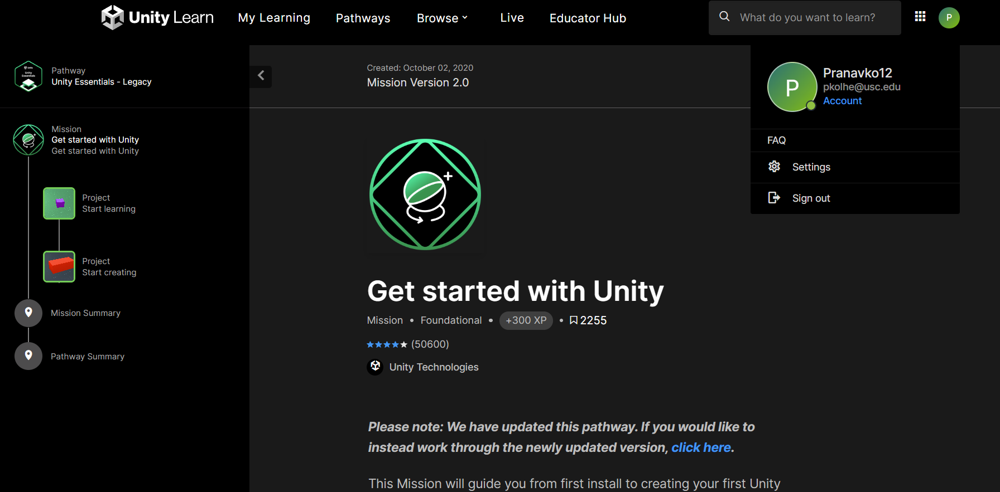 Unity Learn
My Learning
Pathways
Browse
Live
Educator Hub
What do you want to learn?
P
Pathway
Unity Essentials - Legacy
Mission
Get started with Unity
Get started with Unity
Project
Start learning
Project
Start creating
Mission Summary
Pathway Summary
Created: October 02, 2020
Mission Version 2.0
P
Pranavko12
pkolhe@usc.edu
Account
FAQ
Settings
Sign out
Get started with Unity
Mission • Foundational • +300 XP • 2255
(50600)
Unity Technologies
Please note: We have updated this pathway. If you would like to
instead work through the newly updated version, click here.
This Mission will guide you from first install to creating your first Unity